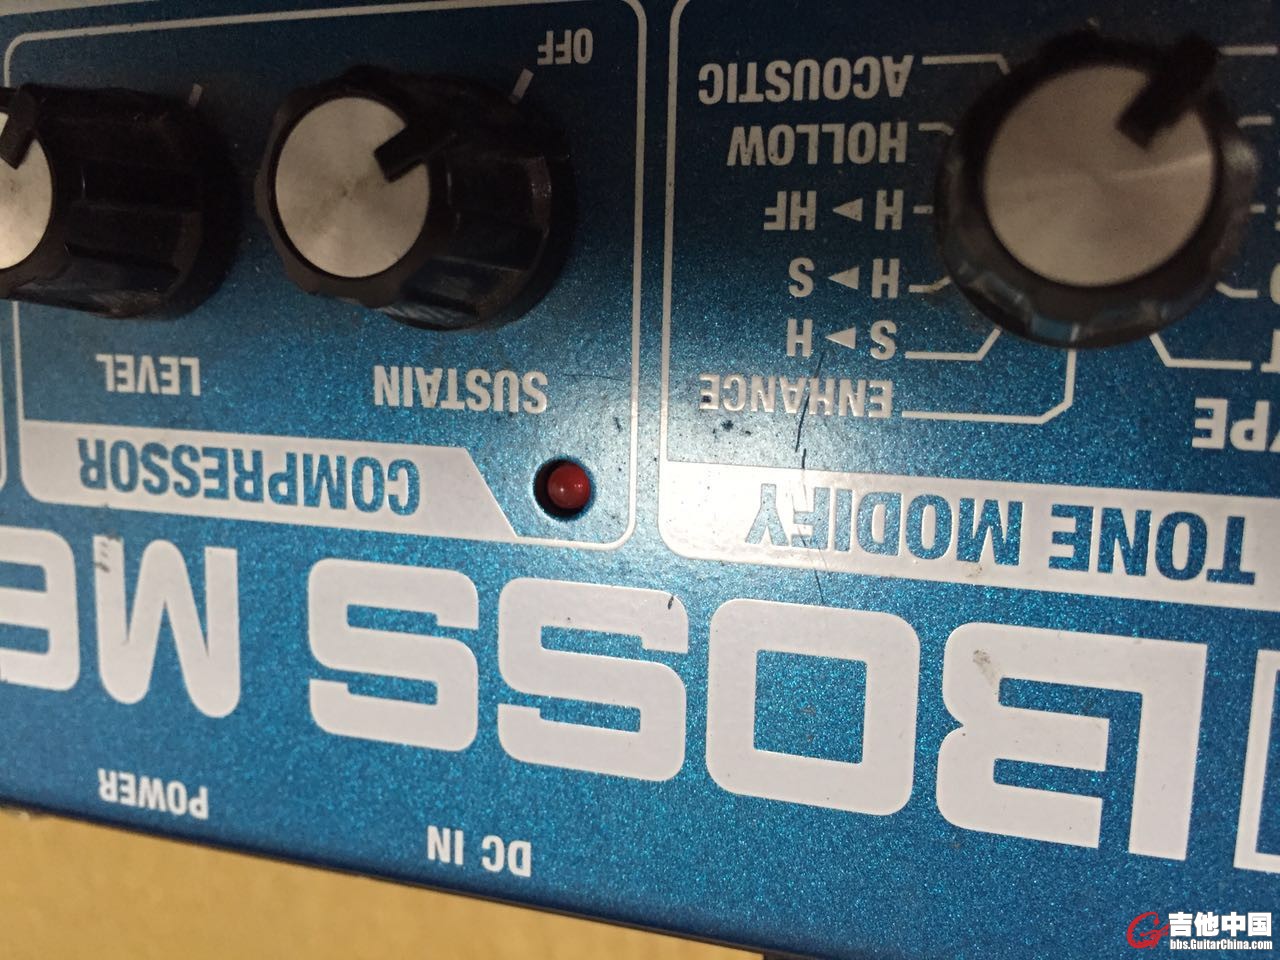 DC IN
POWER
BOSS ME
TONE MODIFY
COMPRESSOR
YPE
ENHANCE
S ▶ H
H ▶ S
H ▶ HF
HOLLOW
ACOUSTIC
SUSTAIN
LEVEL
OFF
吉他中国
bbs.GuitarChina.com